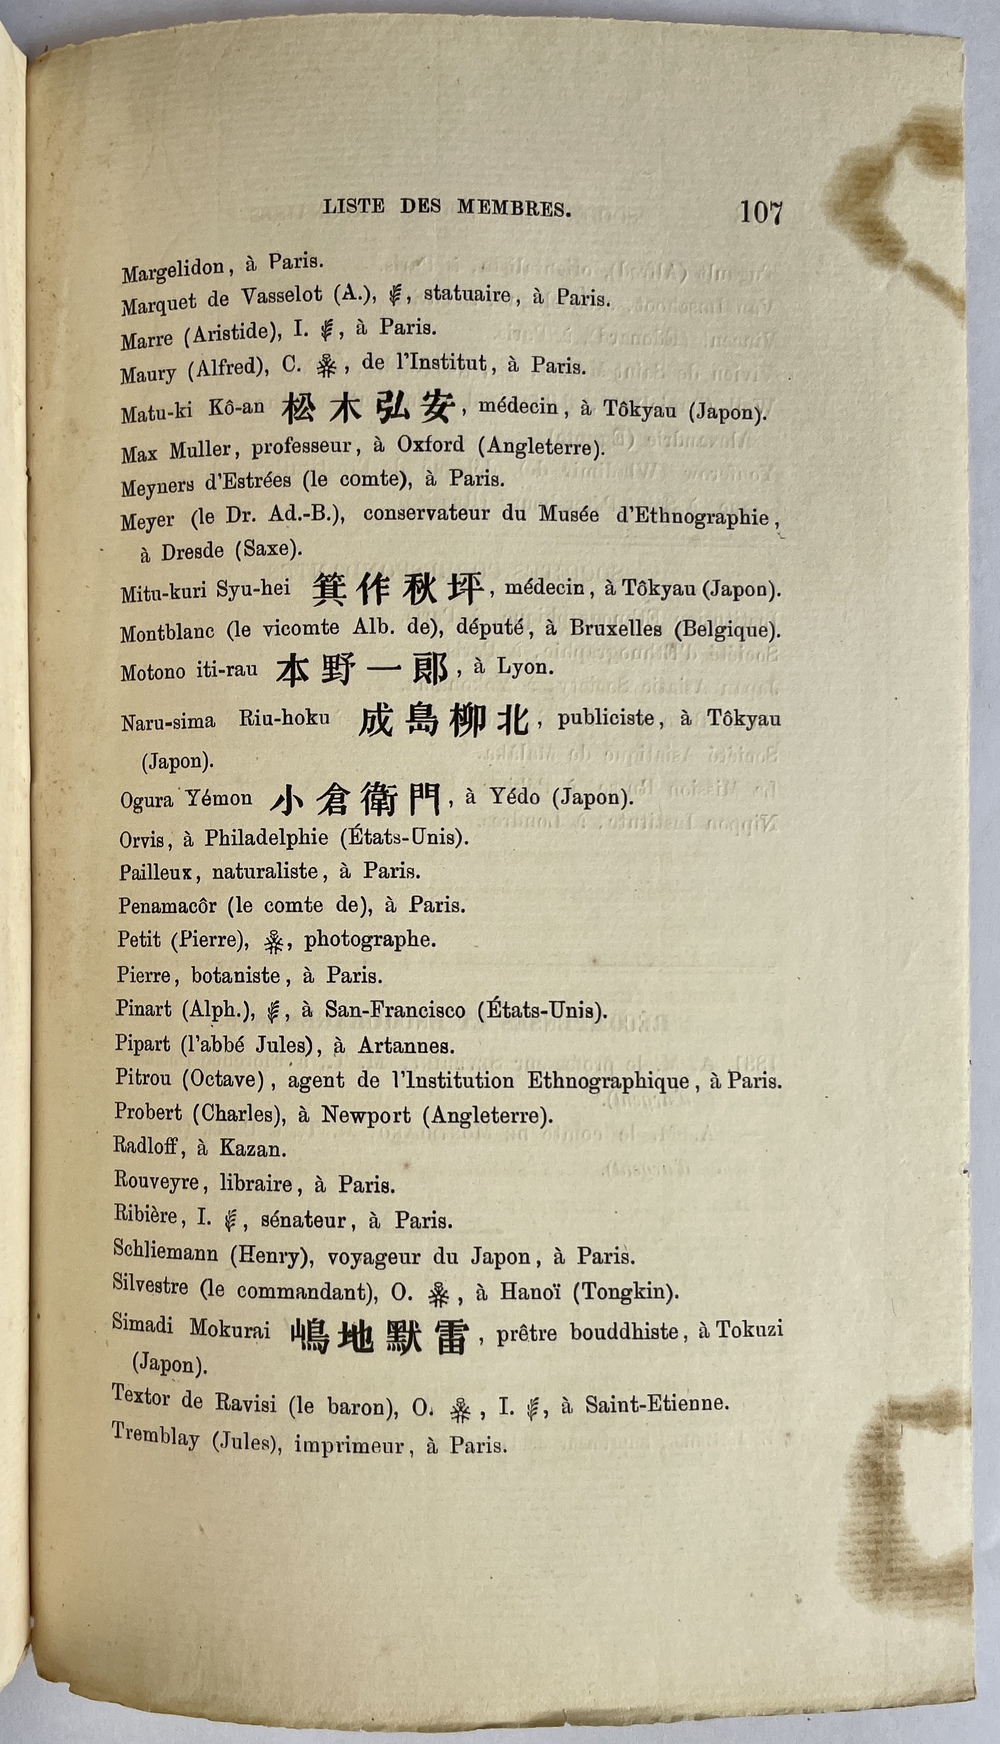 LISTE DES MEMBRES. 107
Margelidon, à Paris.
Marquet de Vasselot (A.), statuaire, à Paris.
Marre (Aristide), I. , à Paris.
Maury (Alfred), C. , de l'Institut, à Paris.
Matu-ki Kô-an 松木弘安, médecin, à Tôkyau (Japon).
Max Muller, professeur, à Oxford (Angleterre).
Meyners d'Estrées (le comte), à Paris.
Meyer (le Dr. Ad.-B.), conservateur du Musée d'Ethnographie,
à Dresde (Saxe).
Mitu-kuri Syu-hei 箕作秋坪, médecin, à Tôkyau (Japon).
Montblanc (le vicomte Alb. de), député, à Bruxelles (Belgique).
Motono iti-rau 本野一郎, à Lyon.
Naru-sima Riu-hoku 成島柳北, publiciste, à Tôkyau
(Japon).
Ogura Yémon 小倉衛門, à Yédo (Japon).
Orvis, à Philadelphie (États-Unis).
Pailleux, naturaliste, à Paris.
Penamacôr (le comte de), à Paris.
Petit (Pierre), photographe.
Pierre, botaniste, à Paris.
Pinart (Alph.), à San-Francisco (États-Unis).
Pipart (l'abbé Jules), à Artannes.
Pitrou (Octave), agent de l'Institution Ethnographique, à Paris.
Probert (Charles), à Newport (Angleterre).
Radloff, à Kazan.
Rouveyre, libraire, à Paris.
Ribière, I. , sénateur, à Paris.
Schliemann (Henry), voyageur du Japon, à Paris.
Silvestre (le commandant), O. , à Hanoï (Tongkin).
Simadi Mokurai 嶋地默雷, prêtre bouddhiste, à Tokuzi
(Japon).
Textor de Ravisi (le baron), O. , I. , à Saint-Etienne.
Tremblay (Jules), imprimeur, à Paris.